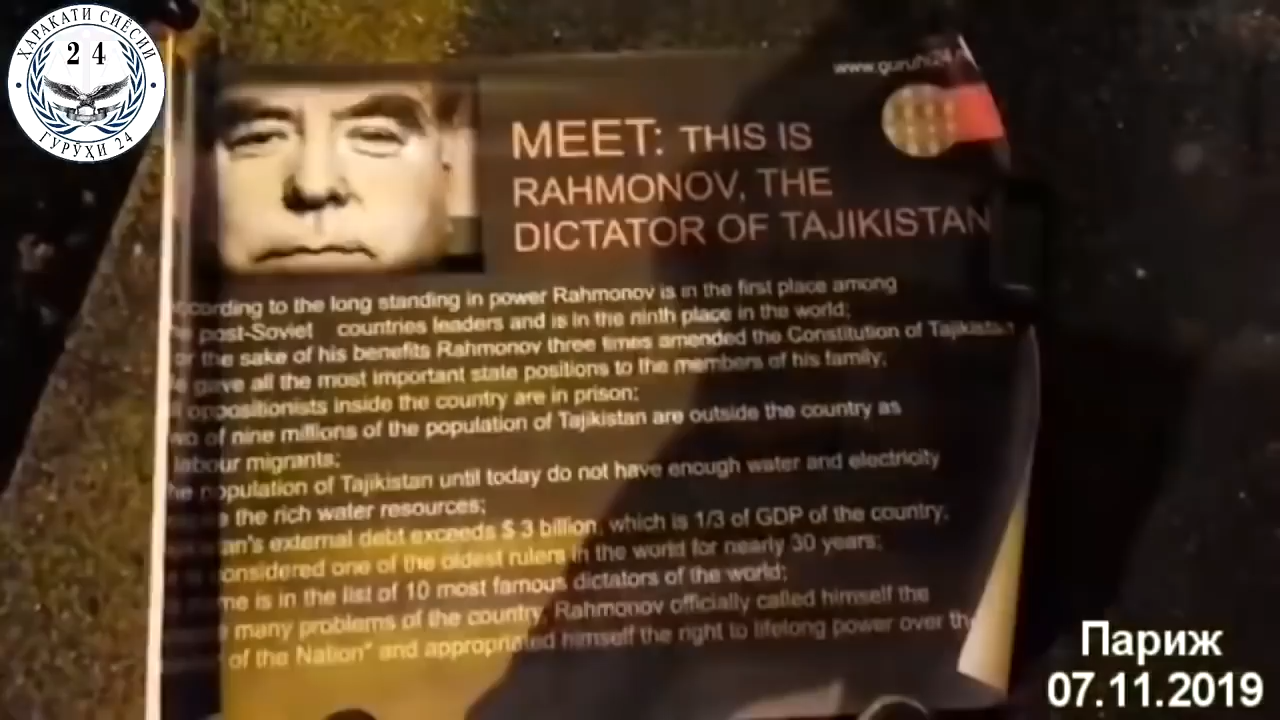 ҲАРАКАТИ СИЁСИИ
24
ГУРӮҲИ 24
www.guruhi24.
MEET: THIS IS
RAHMONOV, THE
DICTATOR OF TAJIKISTAN
to the long standing in power Rahmonov is in the first place among
post-Soviet countries leaders and is in the ninth place in the world;
the sake of his benefits Rahmonov three times amended the Constitution of Tajikistan
gave all the most important state positions to the members of his family;
oppositionists inside the country are in prison;
of nine millions of the population of Tajikistan are outside the country as
labour migrants;
population of Tajikistan until today do not have enough water and electricity
the rich water resources;
external debt exceeds $ 3 billion, which is 1/3 of GDP of the country;
considered one of the oldest rulers in the world for nearly 30 years;
is in the list of 10 most famous dictators of the world;
many problems of the country, Rahmonov officially called himself the
of the Nation" and appropriated himself the right to lifelong power over
Париж
07.11.2019